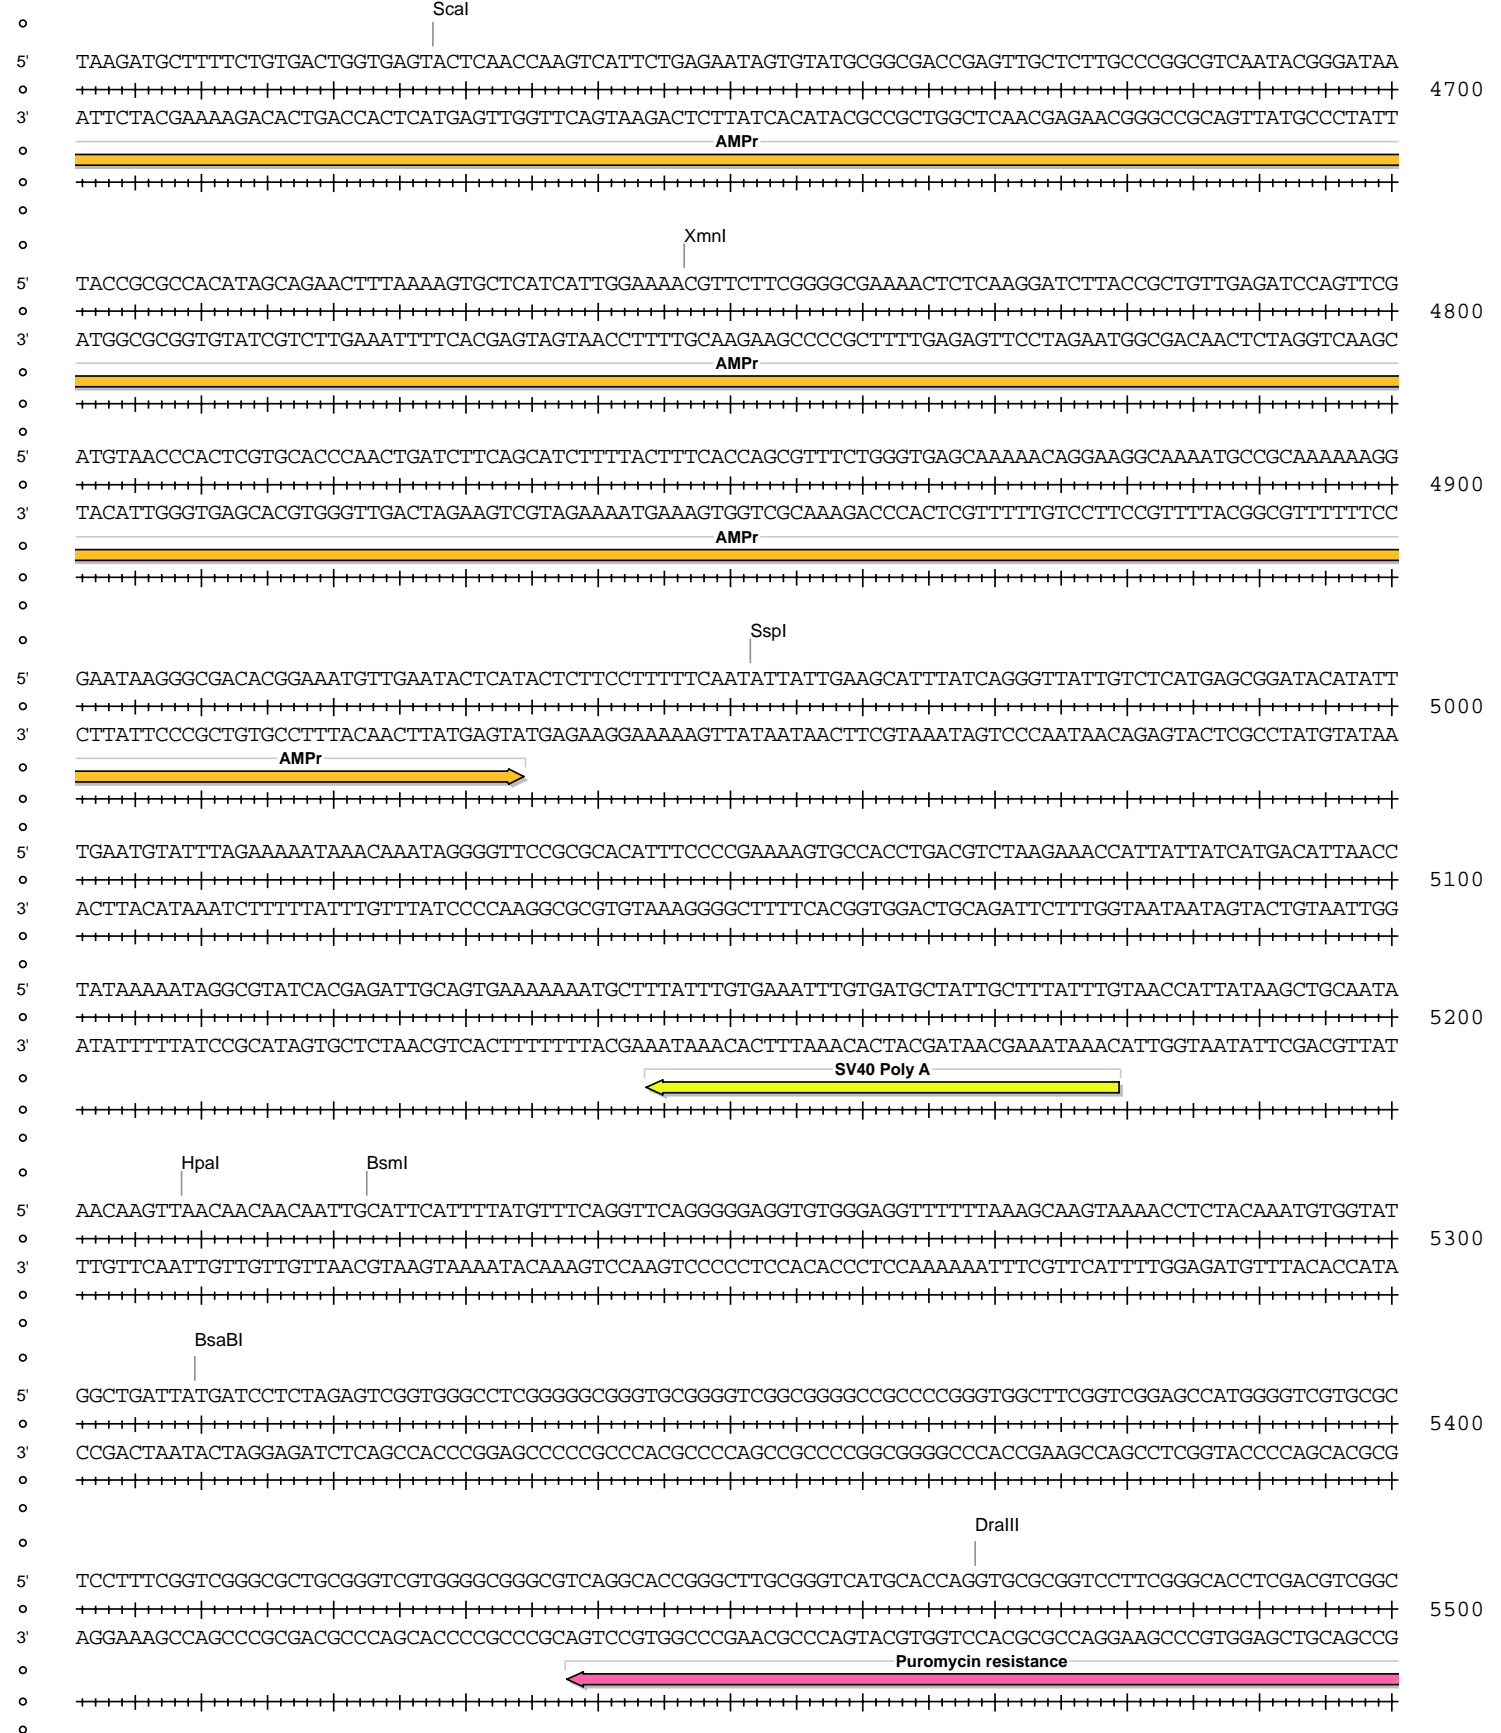 ScaI
5' TAAGATGCTTTTCTGTGACTGGTGAGTACTCAACCAAGTCATTCTGAGAATAGTGTATGCGGCGACCGAGTTGCTCTTGCCCGGCGTCAATACGGGATAA
4700
3' ATTCTACGAAAAGACACTGACCACTCATGAGTTGGTTCAGTAAGACTCTTATCACATACGCCGCTGGCTCAACGAGAACGGGCCGCAGTTATGCCCTATT
AMPr
XmnI
5' TACCGCGCCACATAGCAGAACTTTAAAAGTGCTCATCATTGGAAAACGTTCTTCGGGGCGAAAACTCTCAAGGATCTTACCGCTGTTGAGATCCAGTTCG
4800
3' ATGGCGCGGTGTATCGTCTTGAAATTTTCACGAGTAGTAACCTTTTGCAAGAAGCCCCGCTTTTGAGAGTTCCTAGAATGGCGACAACTCTAGGTCAAGC
AMPr
5' ATGTAACCCACTCGTGCACCCAACTGATCTTCAGCATCTTTTACTTTCACCAGCGTTTCTGGGTGAGCAAAAACAGGAAGGCAAAATGCCGCAAAAAAGG
4900
3' TACATTGGGTGAGCACGTGGGTTGACTAGAAGTCGTAGAAAATGAAAGTGGTCGCAAAGACCCACTCGTTTTTGTCCTTCCGTTTTACGGCGTTTTTTCC
AMPr
SspI
5' GAATAAGGGCGACACGGAAATGTTGAATACTCATACTCTTCCTTTTTCAATATTATTGAAGCATTTATCAGGGTTATTGTCTCATGAGCGGATACATATT
5000
3' CTTATTCCCGCTGTGCCTTTACAACTTATGAGTATGAGAAGGAAAAAGTTATAATAACTTCGTAAATAGTCCCAATAACAGAGTACTCGCCTATGTATAA
AMPr
5' TGAATGTATTTAGAAAAATAAACAAATAGGGGTTCCGCGCACATTTCCCCGAAAAGTGCCACCTGACGTCTAAGAAACCATTATTATCATGACATTAACC
5100
3' ACTTACATAAATCTTTTTATTTGTTTATCCCCAAGGCGCGTGTAAAGGGGCTTTTCACGGTGGACTGCAGATTCTTTGGTAATAATAGTACTGTAATTGG
5' TATAAAAATAGGCGTATCACGAGATTGCAGTGAAAAAAATGCTTTATTTGTGAAATTTGTGATGCTATTGCTTTATTTGTAACCATTATAAGCTGCAATA
5200
3' ATATTTTTATCCGCATAGTGCTCTAACGTCACTTTTTTTACGAAATAAACACTTTAAACACTACGATAACGAAATAAACATTGGTAATATTCGACGTTAT
SV40 Poly A
HpaI BsmI
5' AACAAGTTAACAACAACAATTGCATTCATTTTATGTTTCAGGTTCAGGGGGAGGTGTGGGAGGTTTTTTAAAGCAAGTAAAACCTCTACAAATGTGGTAT
5300
3' TTGTTCAATTGTTGTTGTTAACGTAAGTAAAATACAAAGTCCAAGTCCCCCTCCACACCCTCCAAAAAATTTCGTTCATTTTGGAGATGTTTACACCATA
BsaBI
5' GGCTGATTATGATCCTCTAGAGTCGGTGGGCCTCGGGGGCGGGTGCGGGGTCGGCGGGGCCGCCCCGGGTGGCTTCGGTCGGAGCCATGGGGTCGTGCGC
5400
3' CCGACTAATACTAGGAGATCTCAGCCACCCGGAGCCCCCGCCCACGCCCCAGCCGCCCCGGCGGGGCCCACCGAAGCCAGCCTCGGTACCCCAGCACGCG
DraIII
5' TCCTTTCGGTCGGGCGCTGCGGGTCGTGGGGCGGGCGTCAGGCACCGGGCTTGCGGGTCATGCACCAGGTGCGCGGTCCTTCGGGCACCTCGACGTCGGC
5500
3' AGGAAAGCCAGCCCGCGACGCCCAGCACCCCGCCCGCAGTCCGTGGCCCGAACGCCCAGTACGTGGTCCACGCGCCAGGAAGCCCGTGGAGCTGCAGCCG
Puromycin resistance